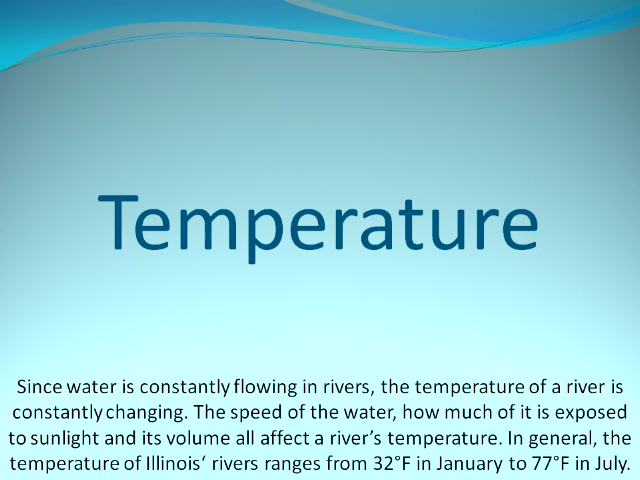 Temperature
Since water is constantly flowing in rivers, the temperature of a river is
constantly changing. The speed of the water, how much of it is exposed
to sunlight and its volume all affect a river’s temperature. In general, the
temperature of Illinois‘ rivers ranges from 32°F in January to 77°F in July.